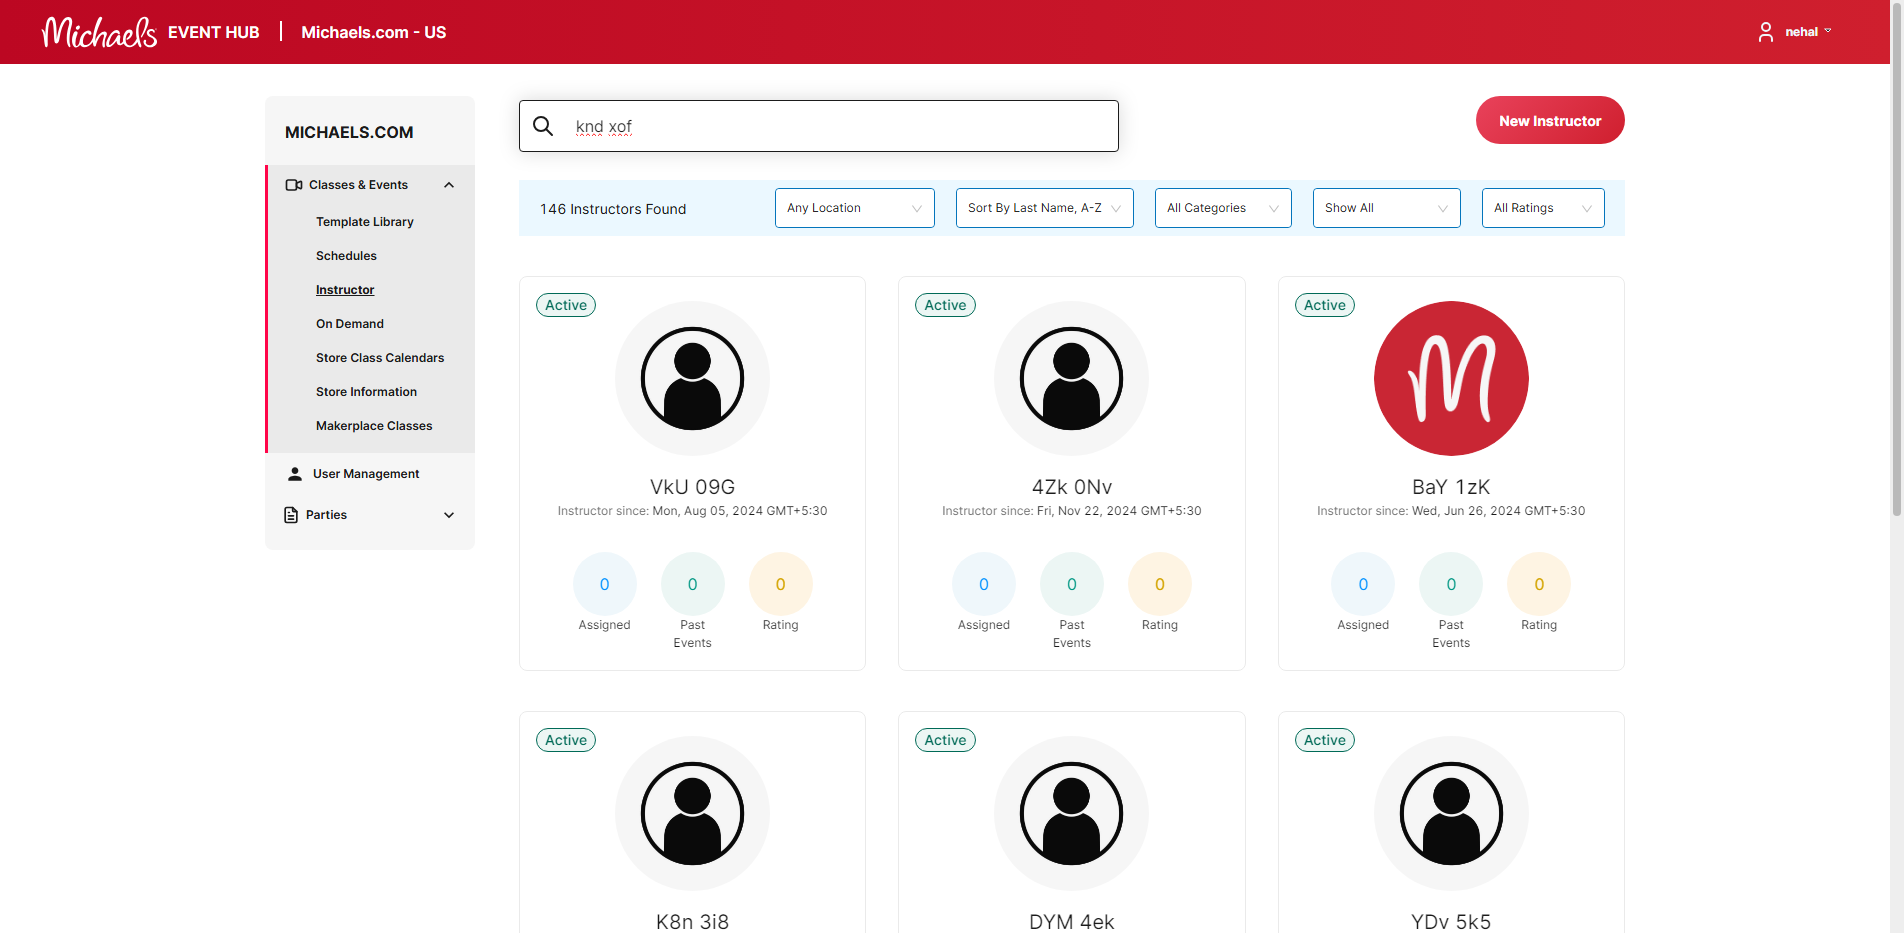 Michaels EVENT HUB | Michaels.com - US
nehal
MICHAELS.COM
Classes & Events
Template Library
Schedules
Instructor
On Demand
Store Class Calendars
Store Information
Makerplace Classes
User Management
Parties
knd xof
New Instructor
146 Instructors Found
Any Location
Sort By Last Name, A-Z
All Categories
Show All
All Ratings
Active
VkU 09G
Instructor since: Mon, Aug 05, 2024 GMT+5:30
0
Assigned
0
Past
Events
0
Rating
Active
4Zk 0Nv
Instructor since: Fri, Nov 22, 2024 GMT+5:30
0
Assigned
0
Past
Events
0
Rating
Active
M
BaY 1zK
Instructor since: Wed, Jun 26, 2024 GMT+5:30
0
Assigned
0
Past
Events
0
Rating
Active
K8n 3i8
Active
DYM 4ek
Active
YDv 5k5